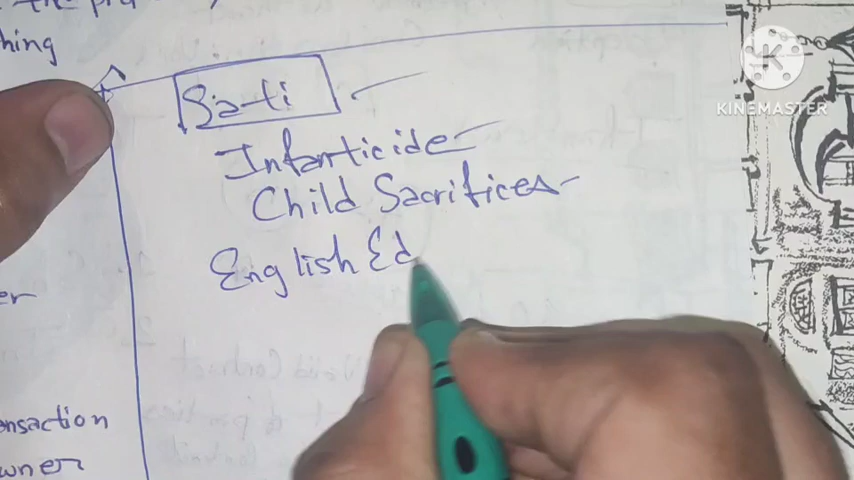 hing
Sati
Infanticide
Child Sacrifices
English Ed
er
nsaction
wner
KINEMASTER